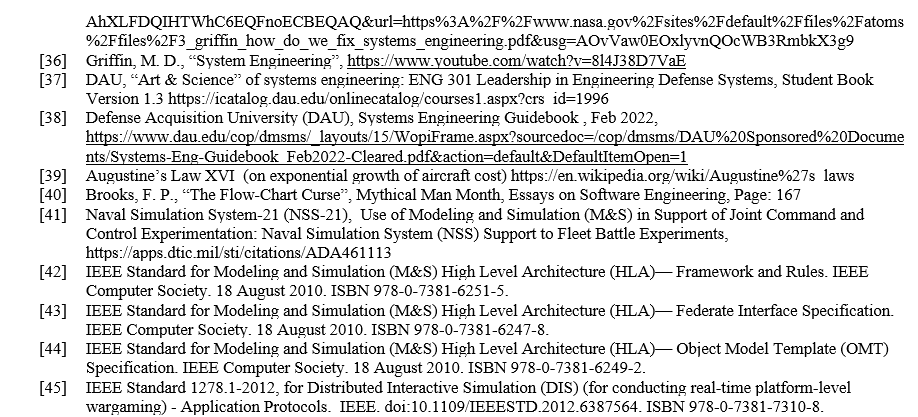 AhXLFDQIHTWhC6EQFnoECBEQAQ&url=https%3A%2F%2Fwww.nasa.gov%2Fsites%2Fdefault%2Ffiles%2Fatoms
%2Ffiles%2F3_griffin_how_do_we_fix_systems_engineering.pdf&usg=AOvVaw0EOxlyvnQOcWB3RmbkX3g9
[36] Griffin, M. D., “System Engineering”, https://www.youtube.com/watch?v=8l4J38D7VaE
[37] DAU, “Art & Science” of systems engineering: ENG 301 Leadership in Engineering Defense Systems, Student Book
Version 1.3 https://icatalog.dau.edu/onlinecatalog/courses1.aspx?crs_id=1996
[38] Defense Acquisition University (DAU), Systems Engineering Guidebook , Feb 2022,
https://www.dau.edu/cop/dmsms/_layouts/15/WopiFrame.aspx?sourcedoc=/cop/dmsms/DAU%20Sponsored%20Docume
nts/Systems-Eng-Guidebook_Feb2022-Cleared.pdf&action=default&DefaultItemOpen=1
[39] Augustine’s Law XVI (on exponential growth of aircraft cost) https://en.wikipedia.org/wiki/Augustine%27s_laws
[40] Brooks, F. P., “The Flow-Chart Curse”, Mythical Man Month, Essays on Software Engineering, Page: 167
[41] Naval Simulation System-21 (NSS-21), Use of Modeling and Simulation (M&S) in Support of Joint Command and
Control Experimentation: Naval Simulation System (NSS) Support to Fleet Battle Experiments,
https://apps.dtic.mil/sti/citations/ADA461113
[42] IEEE Standard for Modeling and Simulation (M&S) High Level Architecture (HLA)— Framework and Rules. IEEE
Computer Society. 18 August 2010. ISBN 978-0-7381-6251-5.
[43] IEEE Standard for Modeling and Simulation (M&S) High Level Architecture (HLA)— Federate Interface Specification.
IEEE Computer Society. 18 August 2010. ISBN 978-0-7381-6247-8.
[44] IEEE Standard for Modeling and Simulation (M&S) High Level Architecture (HLA)— Object Model Template (OMT)
Specification. IEEE Computer Society. 18 August 2010. ISBN 978-0-7381-6249-2.
[45] IEEE Standard 1278.1-2012, for Distributed Interactive Simulation (DIS) (for conducting real-time platform-level
wargaming) - Application Protocols. IEEE. doi:10.1109/IEEESTD.2012.6387564. ISBN 978-0-7381-7310-8.